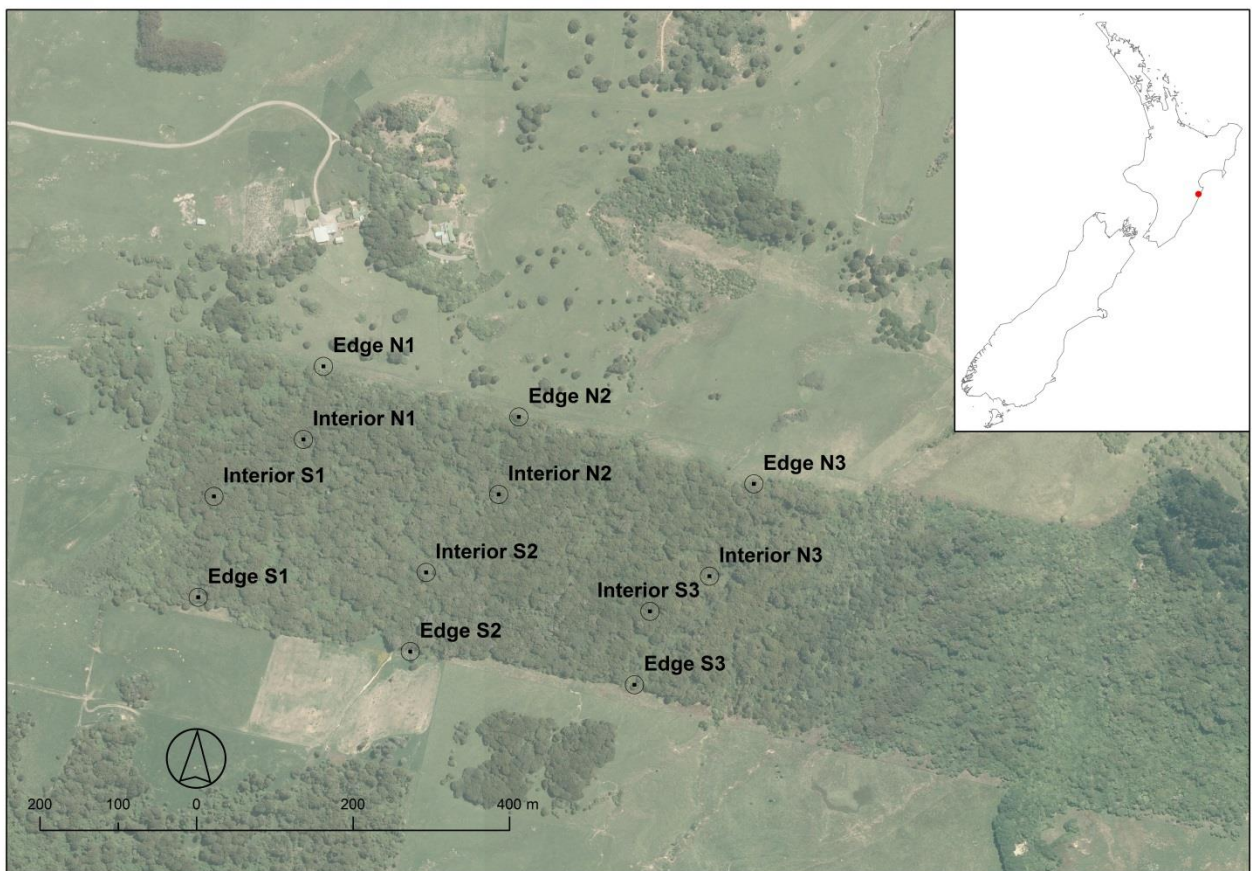 Edge N1
Edge N2
Interior N1
Edge N3
Interior S1
Interior N2
Interior S2
Interior N3
Edge S1
Interior S3
Edge S2
Edge S3
200 100 0 200 400 m